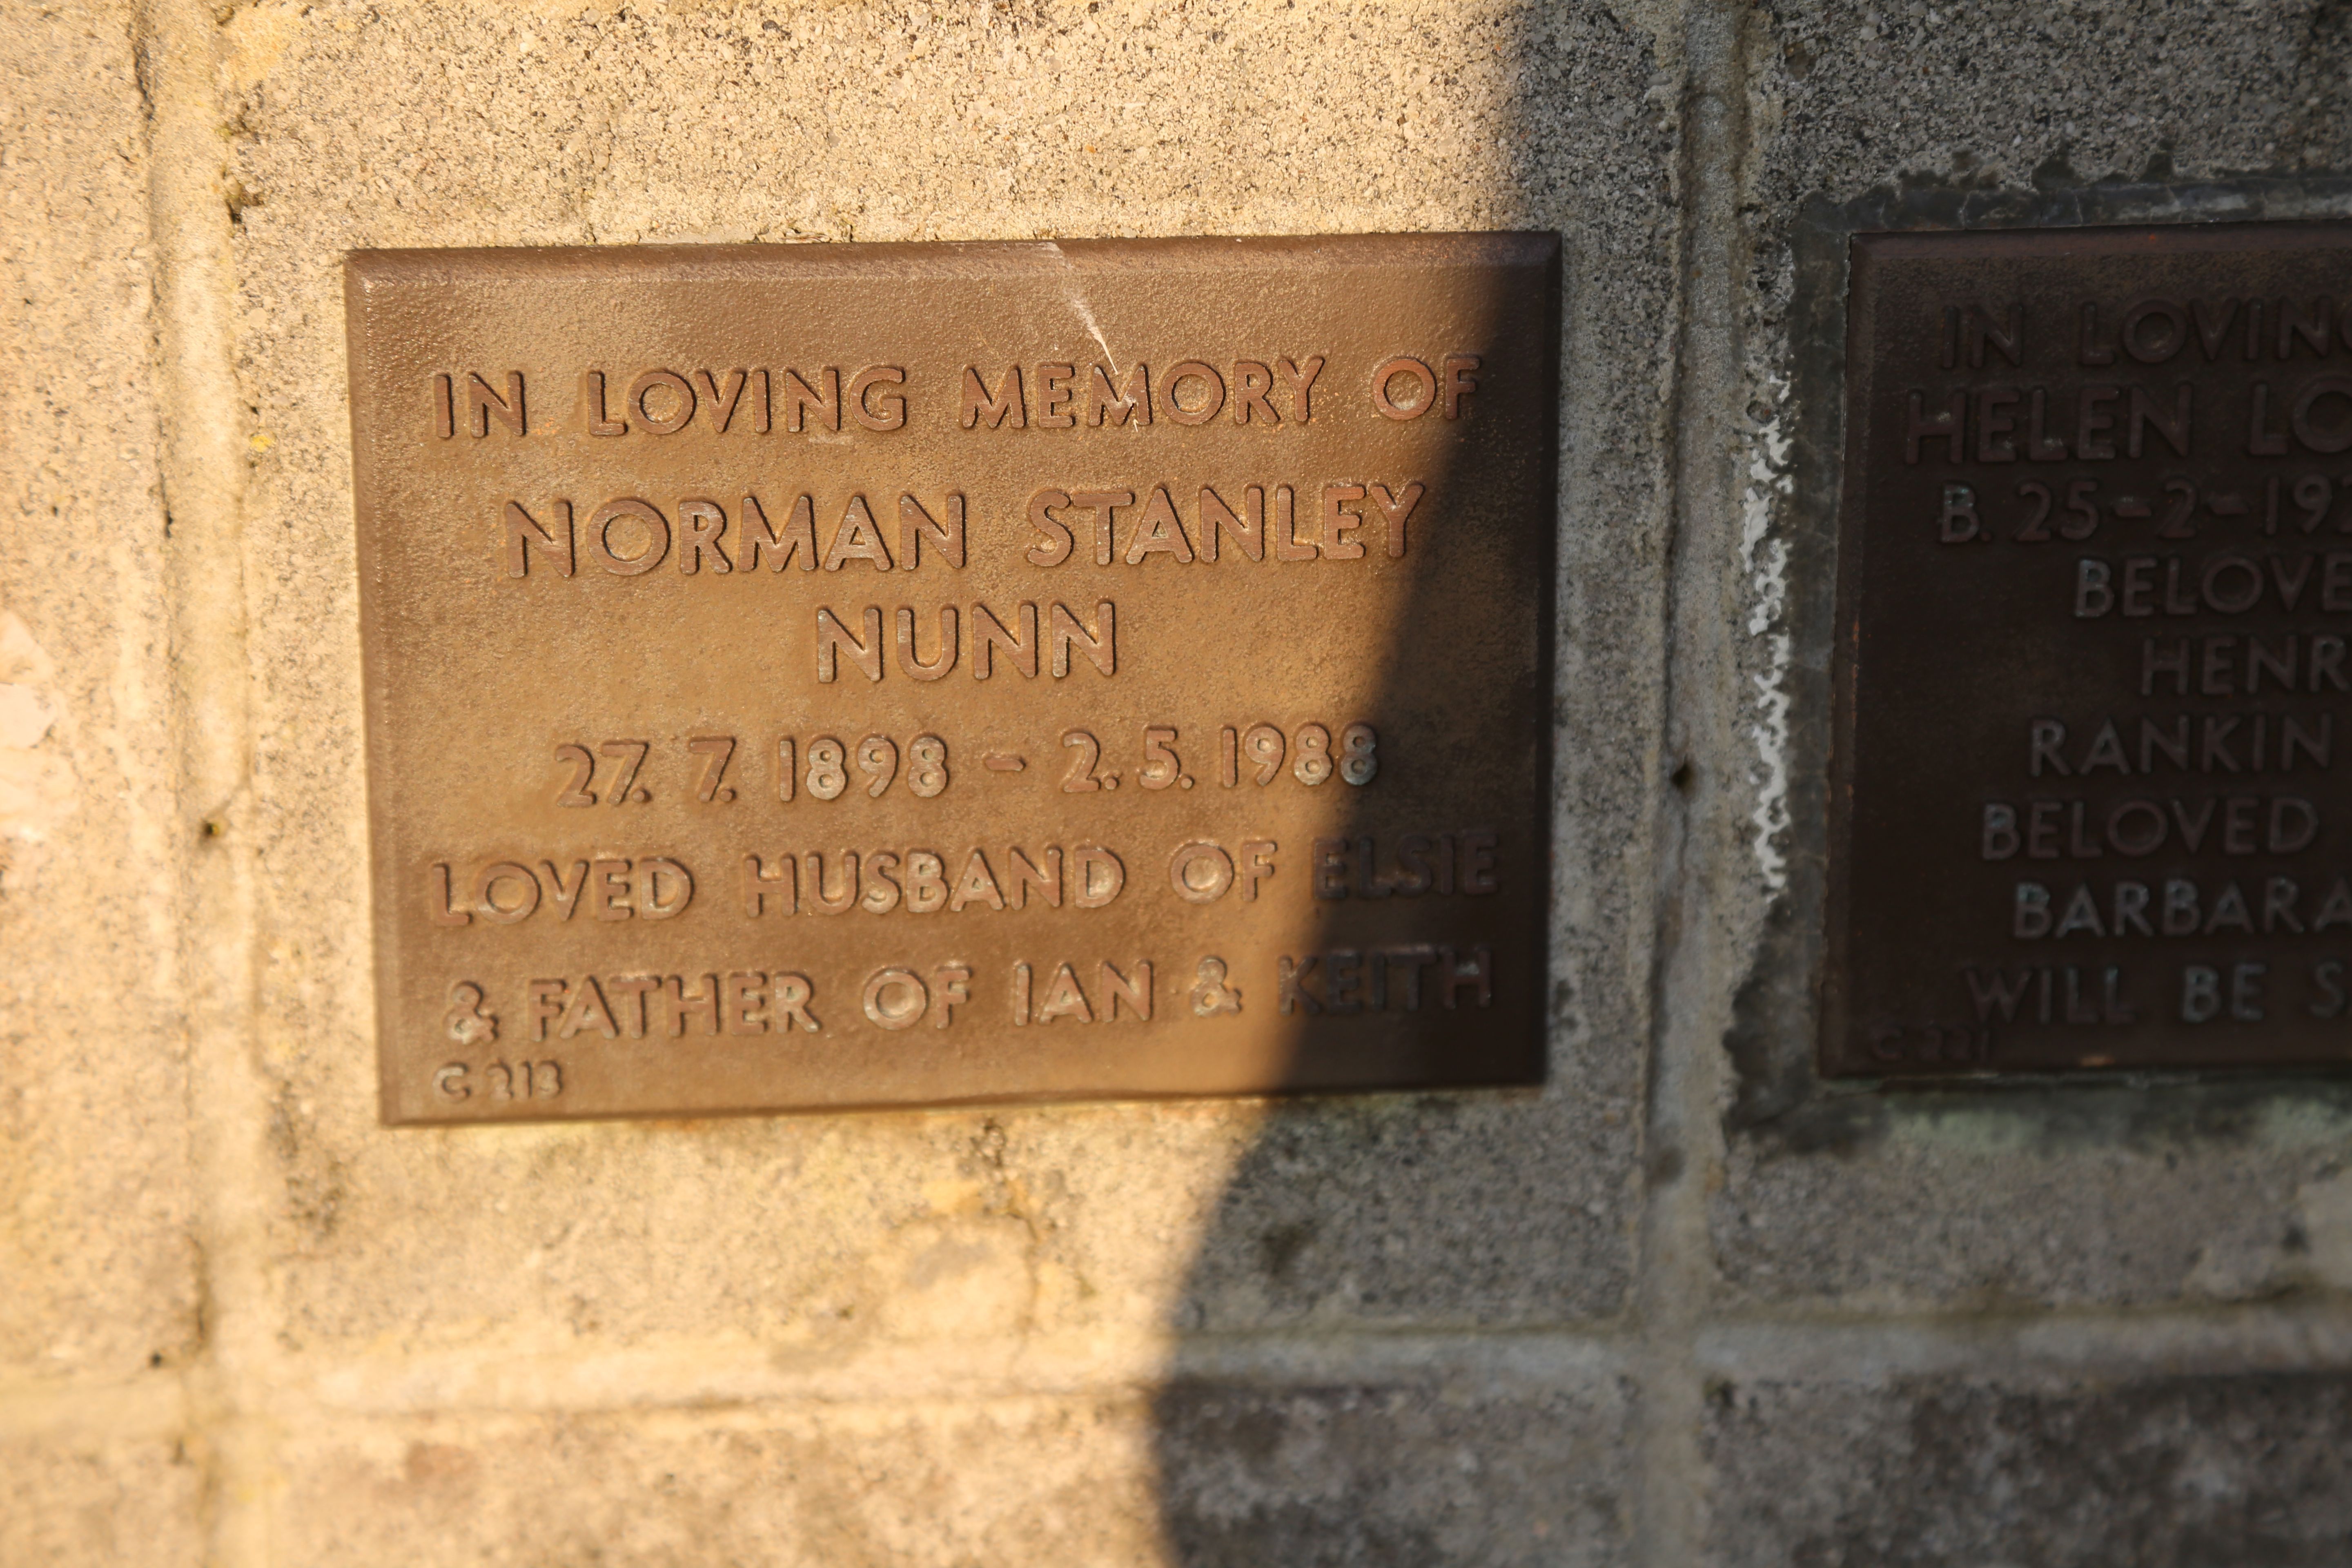 IN LOVING MEMORY OF
NORMAN STANLEY
NUNN
27. 7. 1898 - 2. 5. 1988
LOVED HUSBAND OF ELSIE
& FATHER OF IAN & KEITH
C 213
IN LOVING
HELEN
B. 25-2-19
BELOVE
HENR
RANKIN
BELOVED
BARBARA
WILL BE